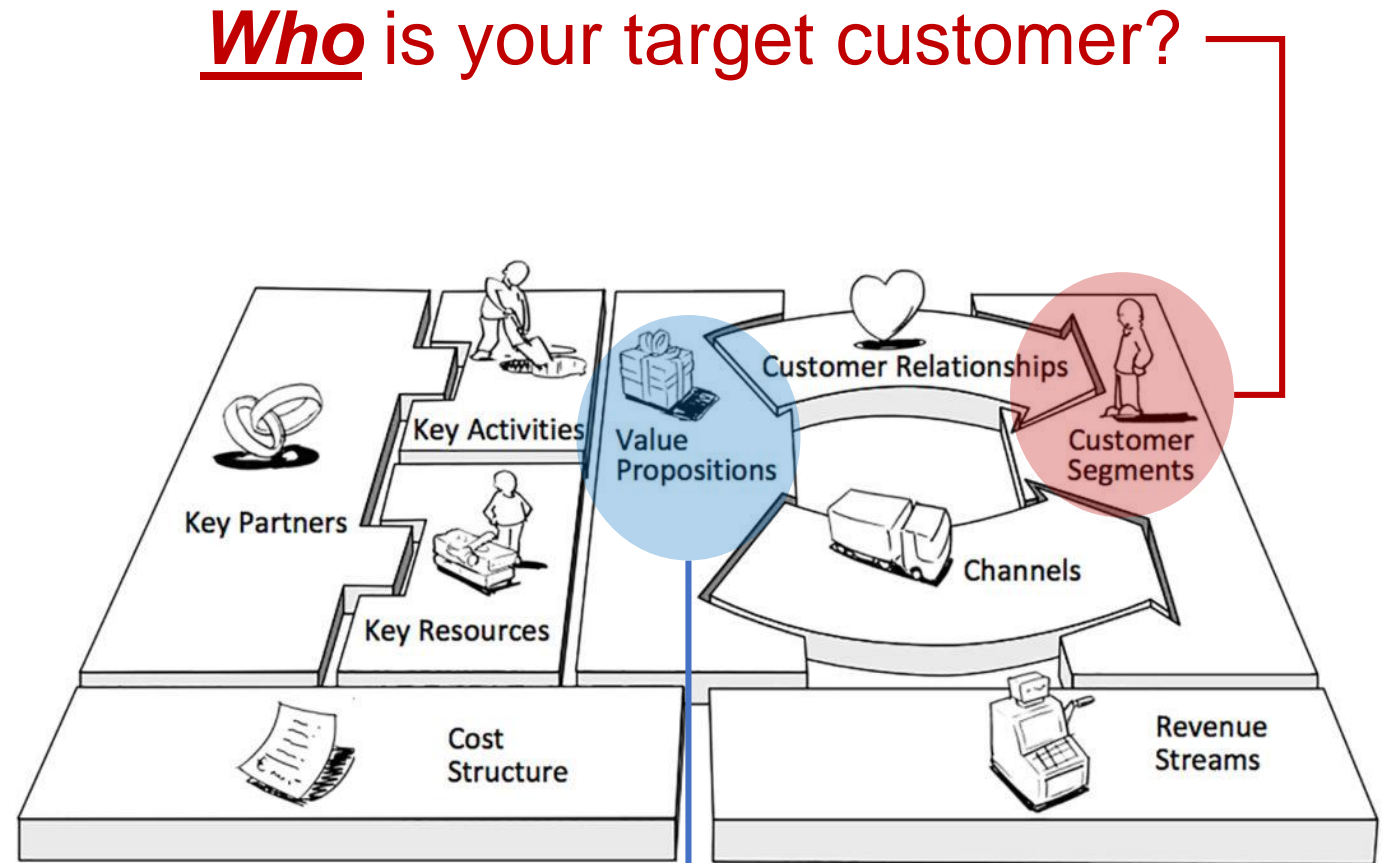 Who is your target customer?
Customer Relationships
Key Activities
Value
Propositions
Customer
Segments
Key Partners
Channels
Key Resources
Cost
Structure
Revenue
Streams